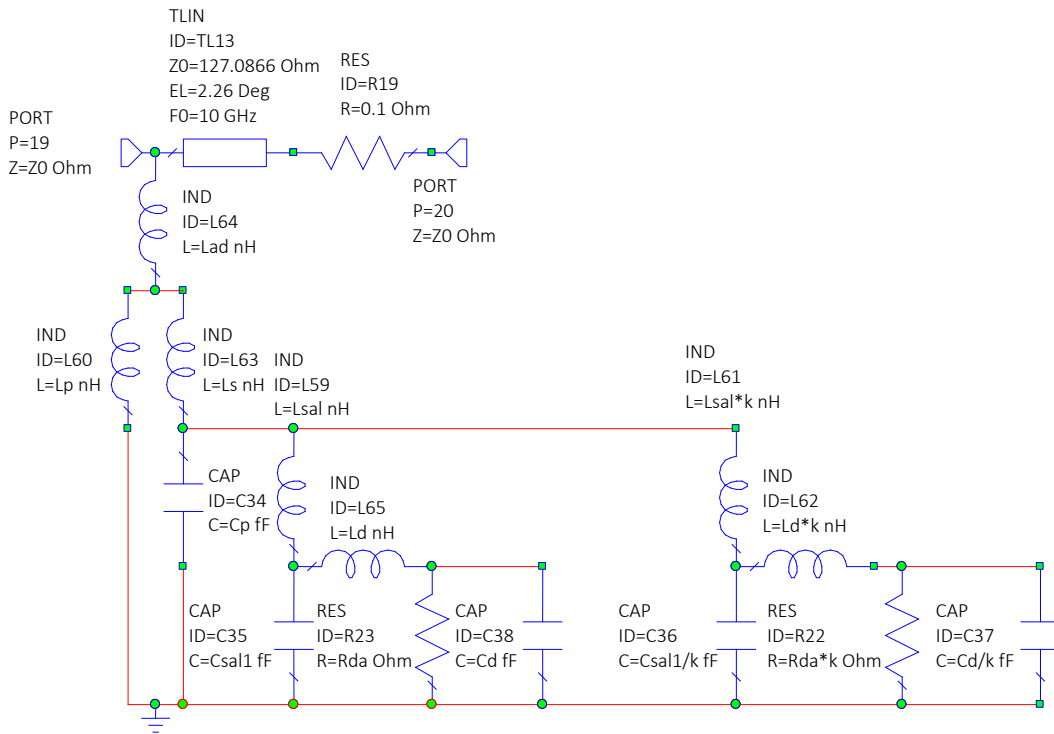 TLIN
ID=TL13
Z0=127.0866 Ohm
EL=2.26 Deg
F0=10 GHz
RES
ID=R19
R=0.1 Ohm
PORT
P=19
Z=Z0 Ohm
PORT
P=20
Z=Z0 Ohm
IND
ID=L64
L=Lad nH
IND
ID=L60
L=Lp nH
IND
ID=L63
L=Ls nH
IND
ID=L59
L=Lsal nH
IND
ID=L61
L=Lsal*k nH
CAP
ID=C34
C=Cp fF
IND
ID=L65
L=Ld nH
IND
ID=L62
L=Ld*k nH
CAP
ID=C35
C=Csal1 fF
RES
ID=R23
R=Rda Ohm
CAP
ID=C38
C=Cd fF
CAP
ID=C36
C=Csal1/k fF
RES
ID=R22
R=Rda*k Ohm
CAP
ID=C37
C=Cd/k fF